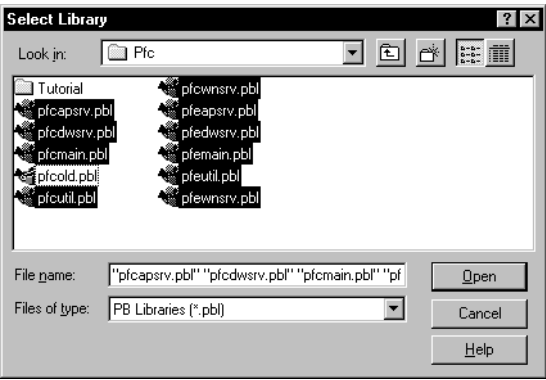 Select Library
Look in: Pfc
Tutorial
pfcapsrv.pbl
pfcdwsrv.pbl
pfcmain.pbl
pfcold.pbl
pfcutil.pbl
pfcwnsrv.pbl
pfeapsrv.pbl
pfedwsrv.pbl
pfemain.pbl
pfeutil.pbl
pfewnsrv.pbl
File name: "pfcapsrv.pbl" "pfcdwsrv.pbl" "pfcmain.pbl" "pf
Open
Files of type: PB Libraries (*.pbl)
Cancel
Help